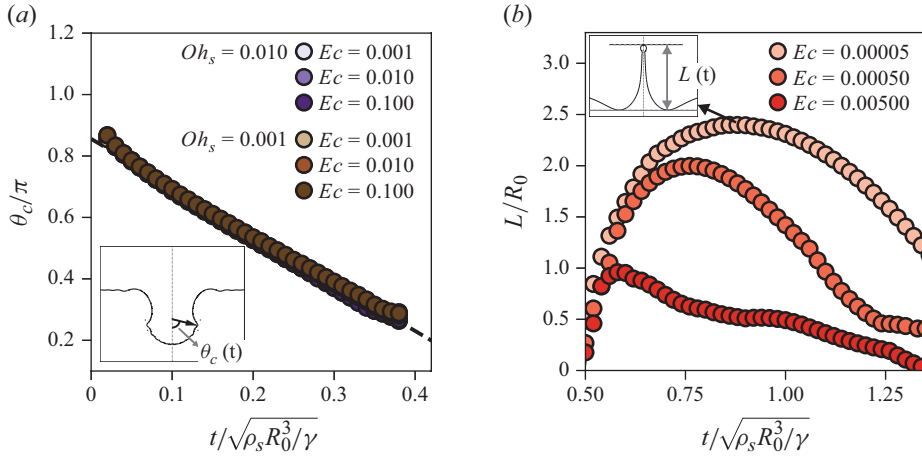 (a)
1.2
1.0
0.8
0.6
0.4
0.2
θc/π
Ohs = 0.010
Ec = 0.001
Ec = 0.010
Ec = 0.100
Ohs = 0.001
Ec = 0.001
Ec = 0.010
Ec = 0.100
θc (t)
0
0.1
0.2
0.3
0.4
t/√ρsR0^3/γ
(b)
3.0
2.5
2.0
1.5
1.0
0.5
0
L/R0
L (t)
Ec = 0.00005
Ec = 0.00050
Ec = 0.00500
0.50
0.75
1.00
1.25
t/√ρsR0^3/γ